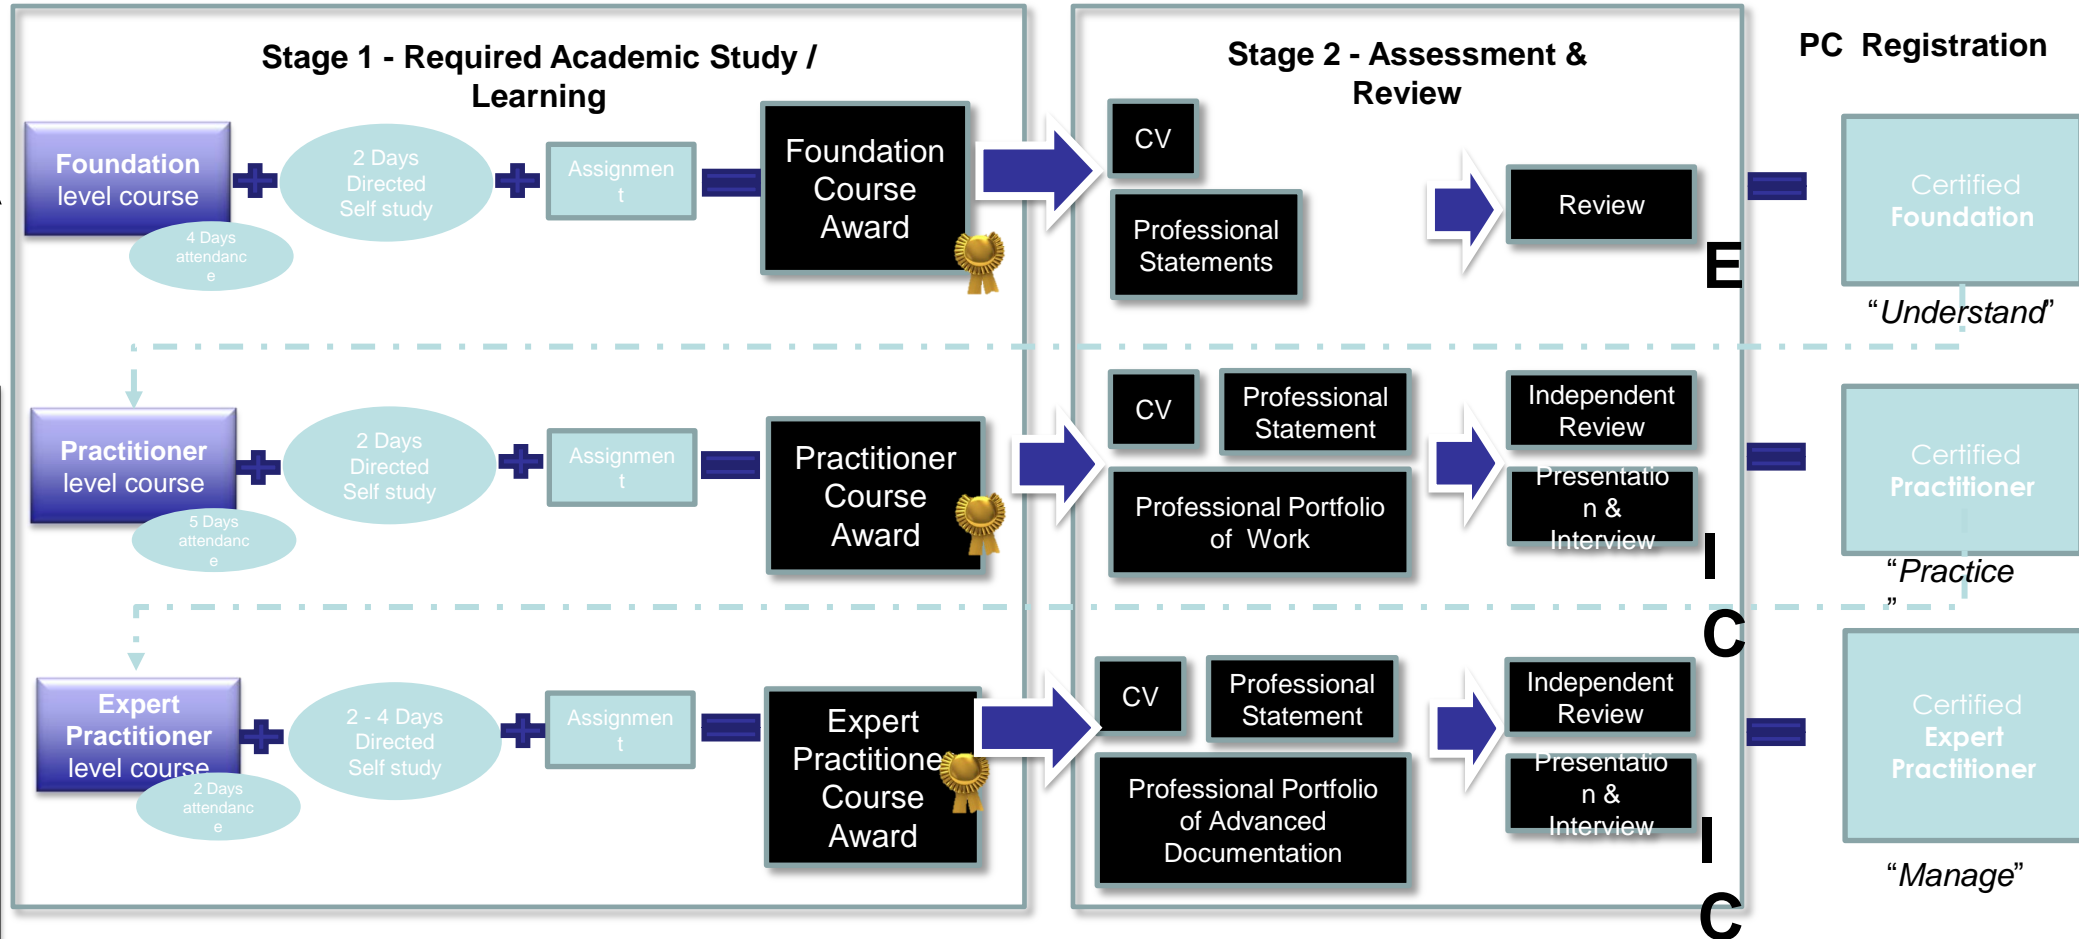 Stage 1 - Required Academic Study /
Learning
Stage 2 - Assessment &
Review
PC Registration
Foundation
level course
4 Days
attendanc
e
2 Days
Directed
Self study
Assignmen
t
Foundation
Course
Award
CV
Professional
Statements
Review
E
Certified
Foundation
“Understand”
Practitioner
level course
5 Days
attendanc
e
2 Days
Directed
Self study
Assignmen
t
Practitioner
Course
Award
CV
Professional
Statement
Professional Portfolio
of Work
Independent
Review
Presentatio
n &
Interview
I
C
Certified
Practitioner
“Practice
”
Expert
Practitioner
level course
2 Days
attendanc
e
2 - 4 Days
Directed
Self study
Assignmen
t
Expert
Practitioner
Course
Award
CV
Professional
Statement
Professional Portfolio
of Advanced
Documentation
Independent
Review
Presentatio
n &
Interview
I
C
Certified
Expert
Practitioner
“Manage”